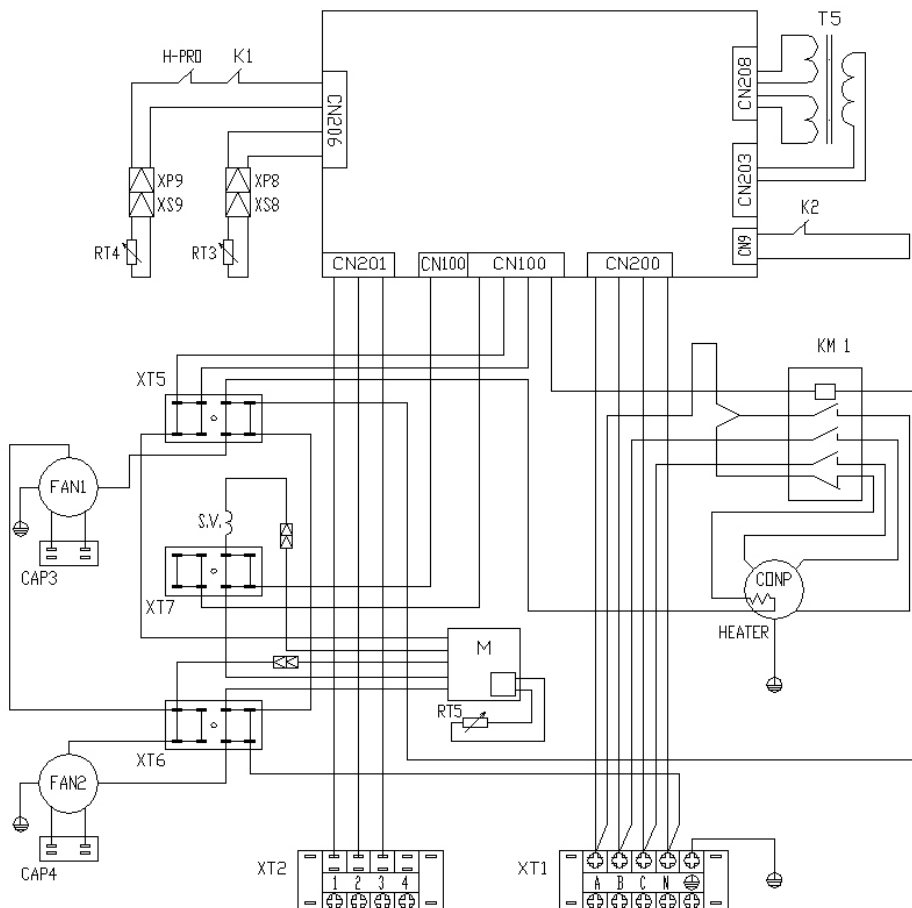 T5
H-PRO K1
CN206
CN208
XP9 XP8
XS9 XS8
CN203
K2
RT4 RT3
CN9
CN201 CN100 CN100 CN200
KM 1
XT5
FAN1
S.V.
CAP3
XT7
COMP
HEATER
M
RT5
XT6
FAN2
CAP4
XT2 1 2 3 4
XT1 A B C N